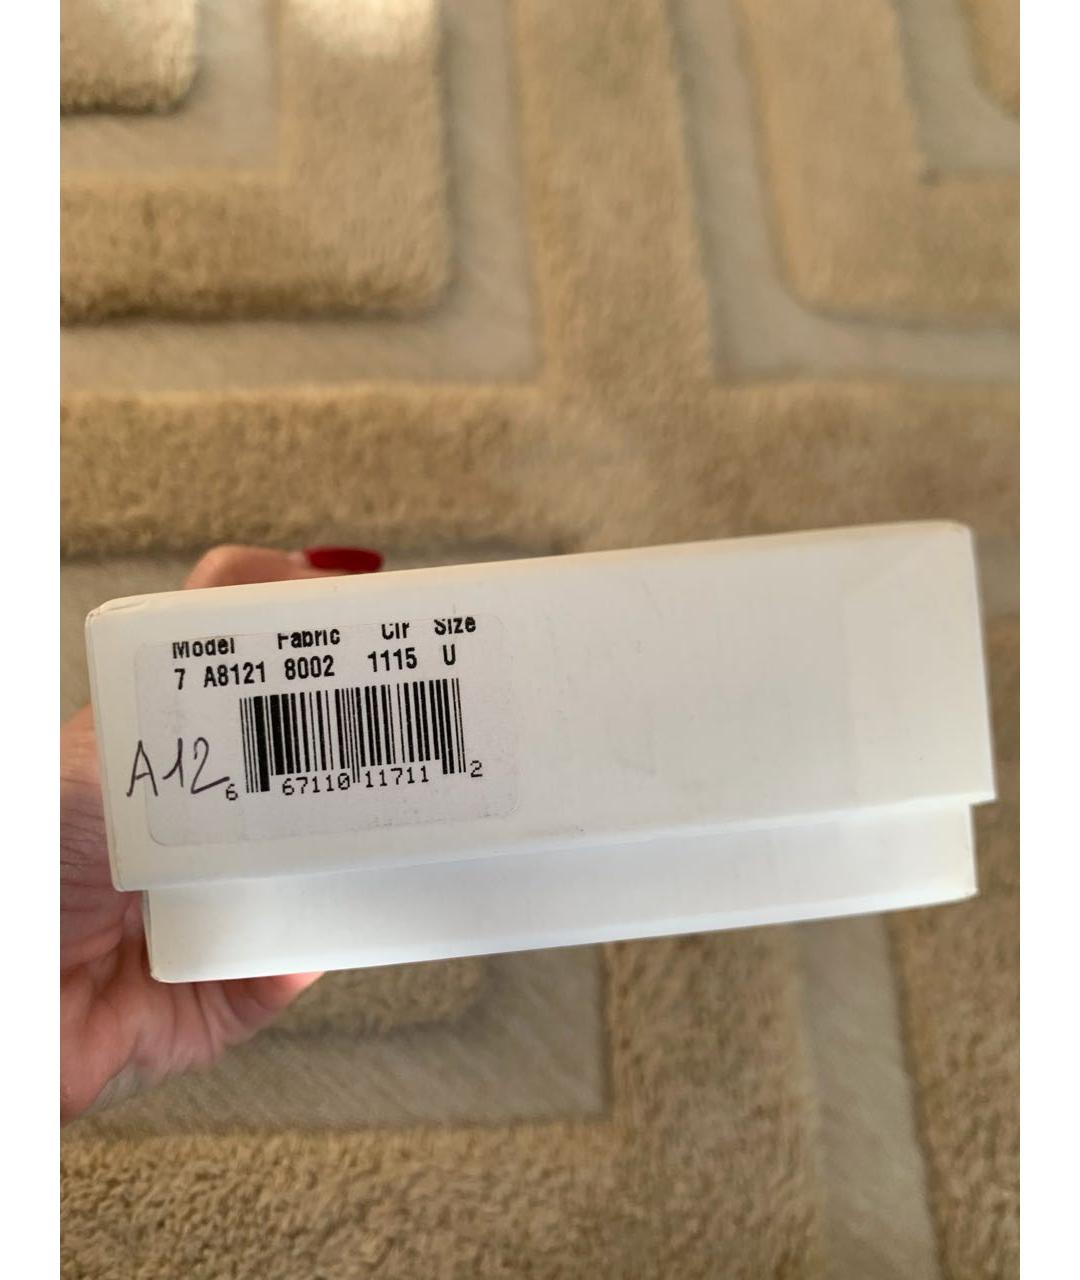 Model Fabric Clr Size
7 A8121 8002 1115 U
A12
6 67110 11711 2